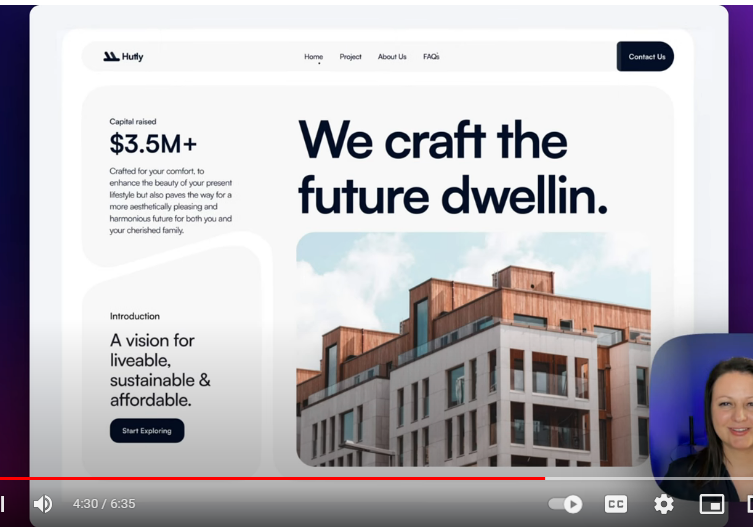 Hutly
Home
Project
About Us
FAQs
Contact Us
Capital raised
$3.5M+
Crafted for your comfort, to
enhance the beauty of your present
lifestyle but also paves the way for a
more aesthetically pleasing and
harmonious future for both you and
your cherished family.
We craft the
future dwellin.
Introduction
A vision for
liveable,
sustainable &
affordable.
Start Exploring
4:30 / 6:35
CC